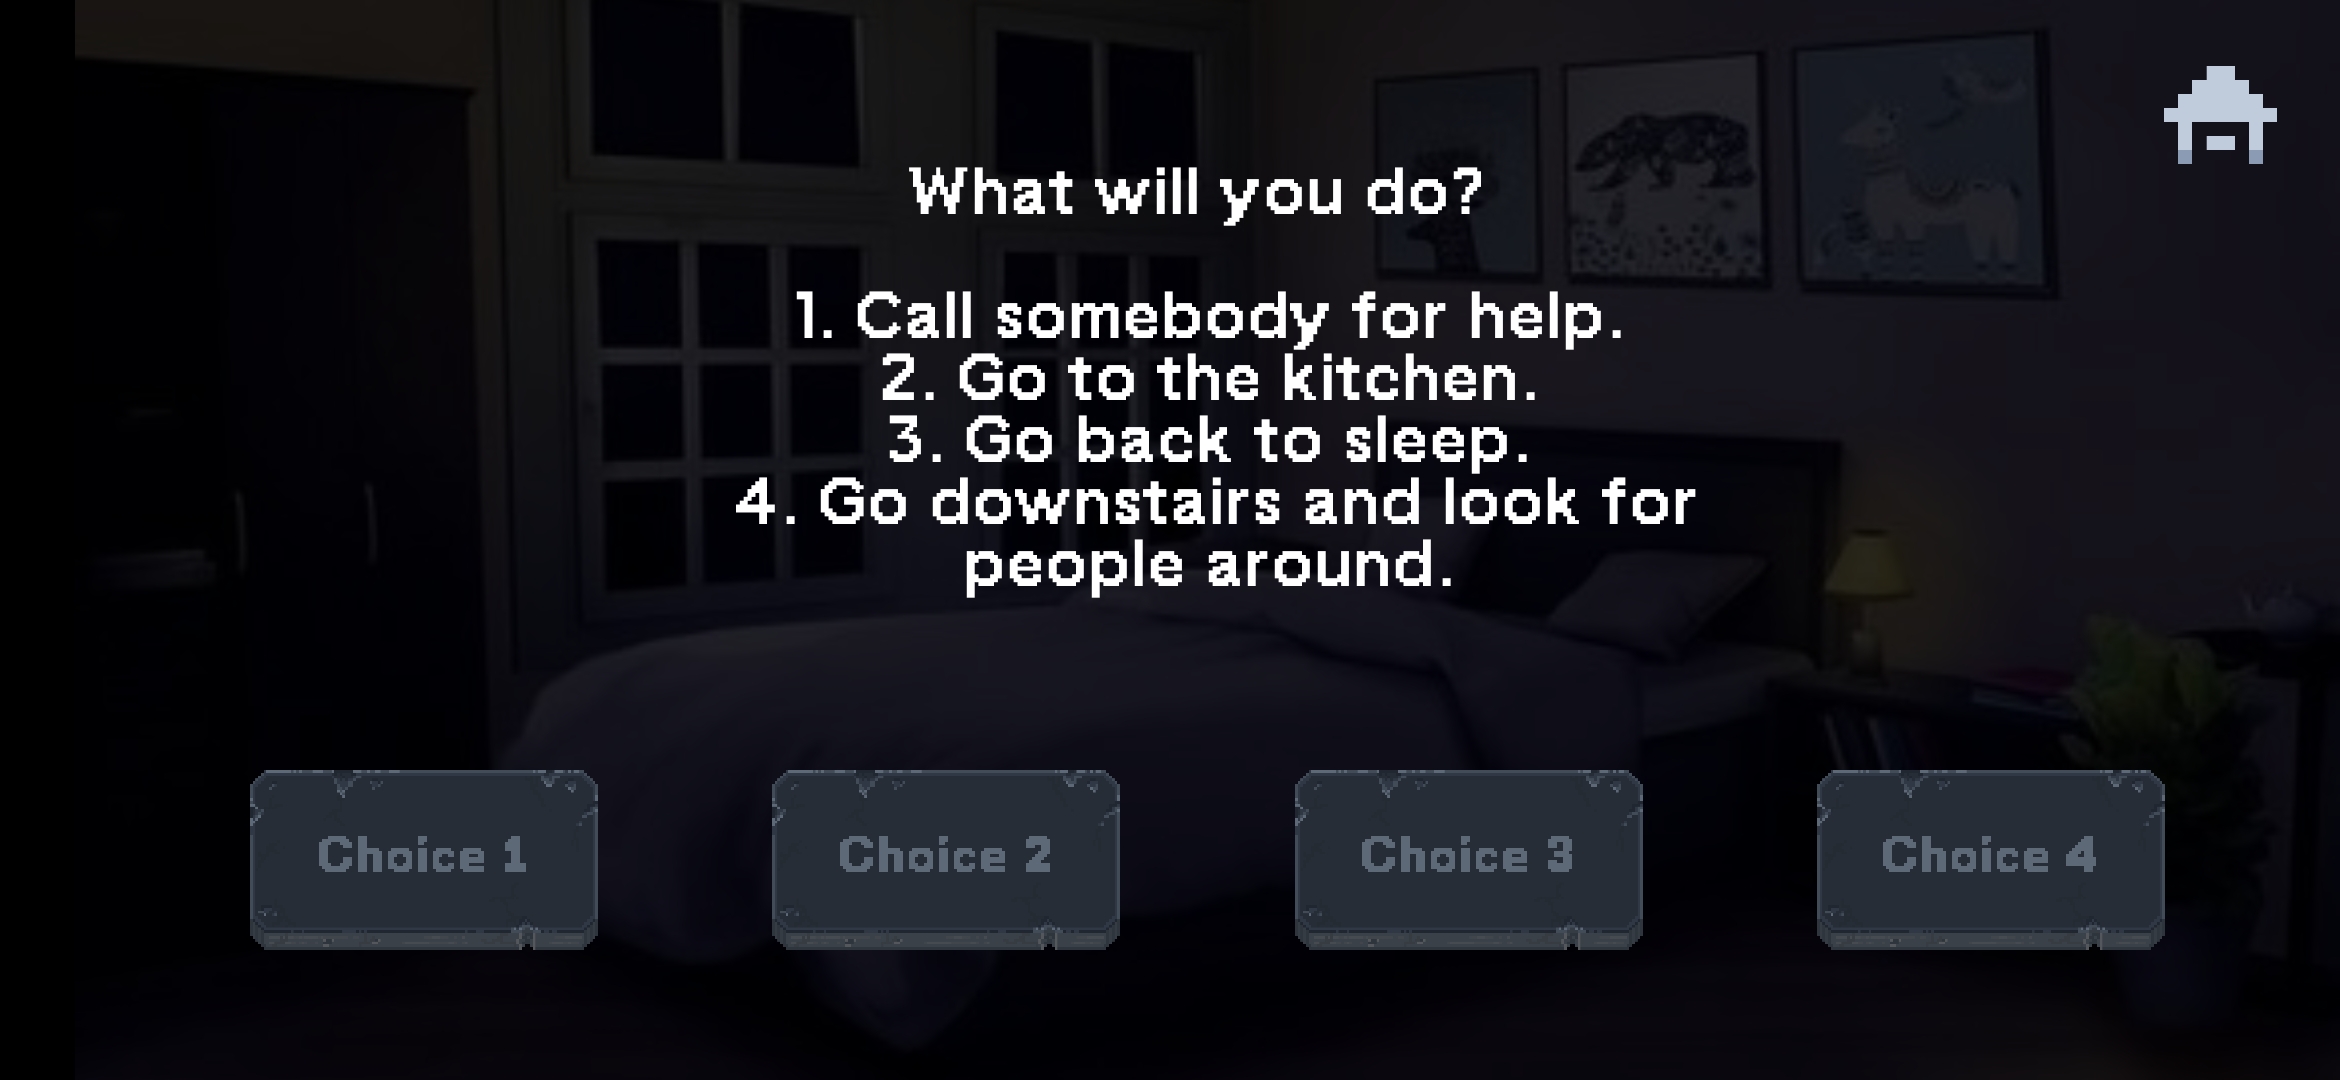 What will you do?
1. Call somebody for help.
2. Go to the kitchen.
3. Go back to sleep.
4. Go downstairs and look for
people around.
Choice 1
Choice 2
Choice 3
Choice 4